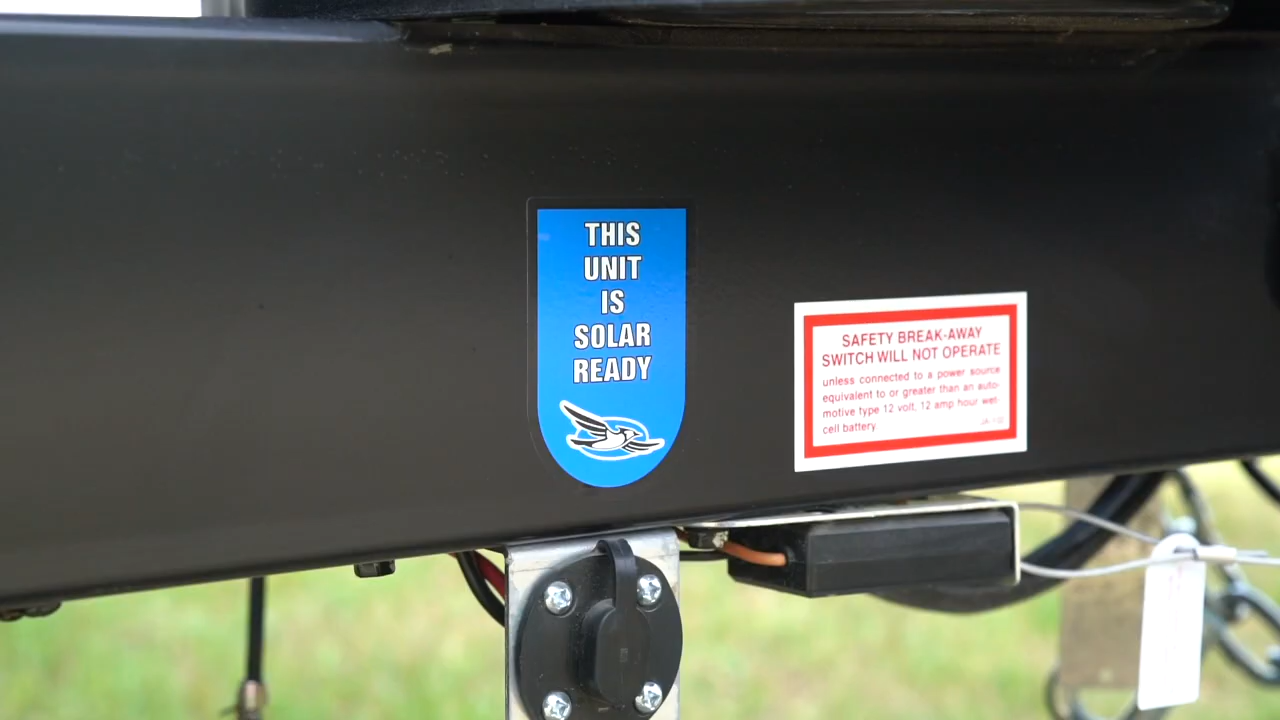 THIS
UNIT
IS
SOLAR
READY
SAFETY BREAK-AWAY
SWITCH WILL NOT OPERATE
unless connected to a power source
equivalent to or greater than an auto-
motive type 12 volt, 12 amp hour wet-
cell battery.